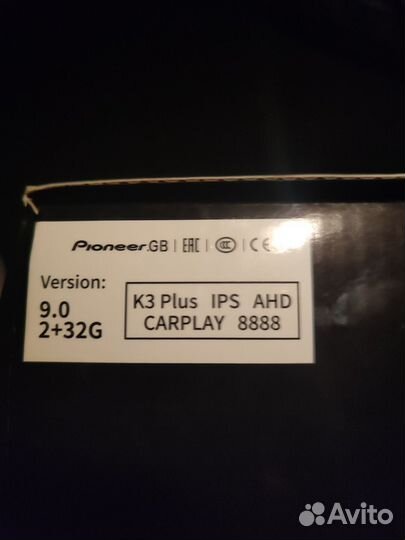 Pioneer.GB | EAC | CCC | CE
Version:
9.0
2+32G
K3 Plus IPS AHD
CARPLAY 8888
Avito